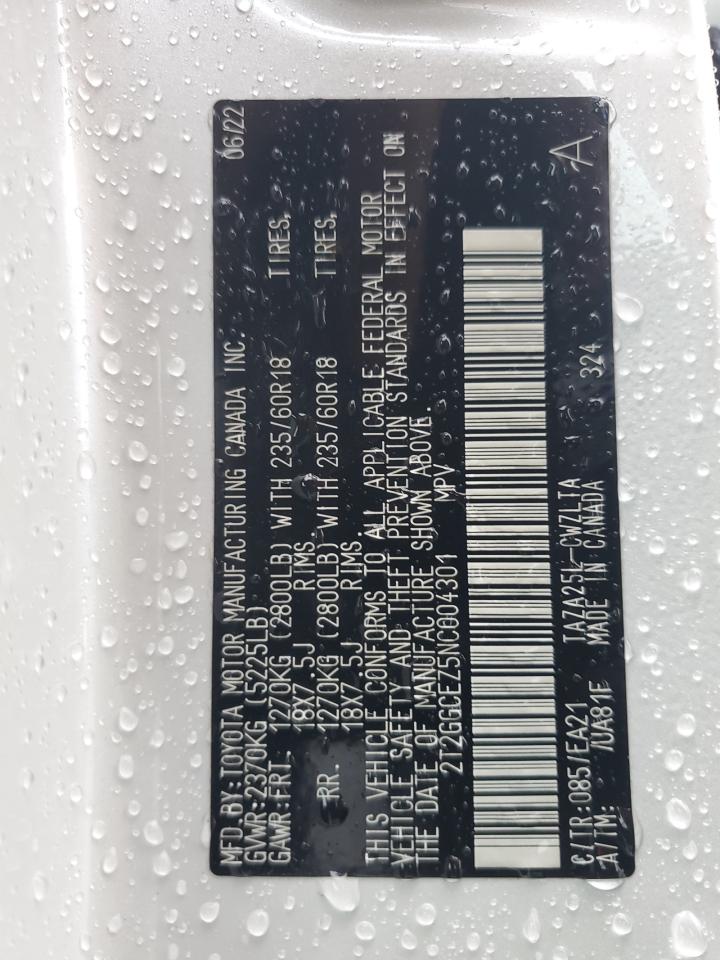 MFD.BY:TOYOTA MOTOR MANUFACTURING CANADA INC. 06/22
GVWR:2370KG (5225LB)
GAWR:FRT. 1270KG (2800LB) WITH 235/60R18 TIRES,
18X7.5J RIMS
RR. 1270KG (2800LB) WITH 235/60R18 TIRES,
18X7.5J RIMS.
THIS VEHICLE CONFORMS TO ALL APPLICABLE FEDERAL MOTOR
VEHICLE SAFETY AND THEFT PREVENTION STANDARDS IN EFFECT ON
THE DATE OF MANUFACTURE SHOWN ABOVE.
2T2GGCEZ5NC004301 MPV
C/TR:085/EA21 TAZA25L-CWZLTA
A/TM: /UA81F MADE IN CANADA 324 A